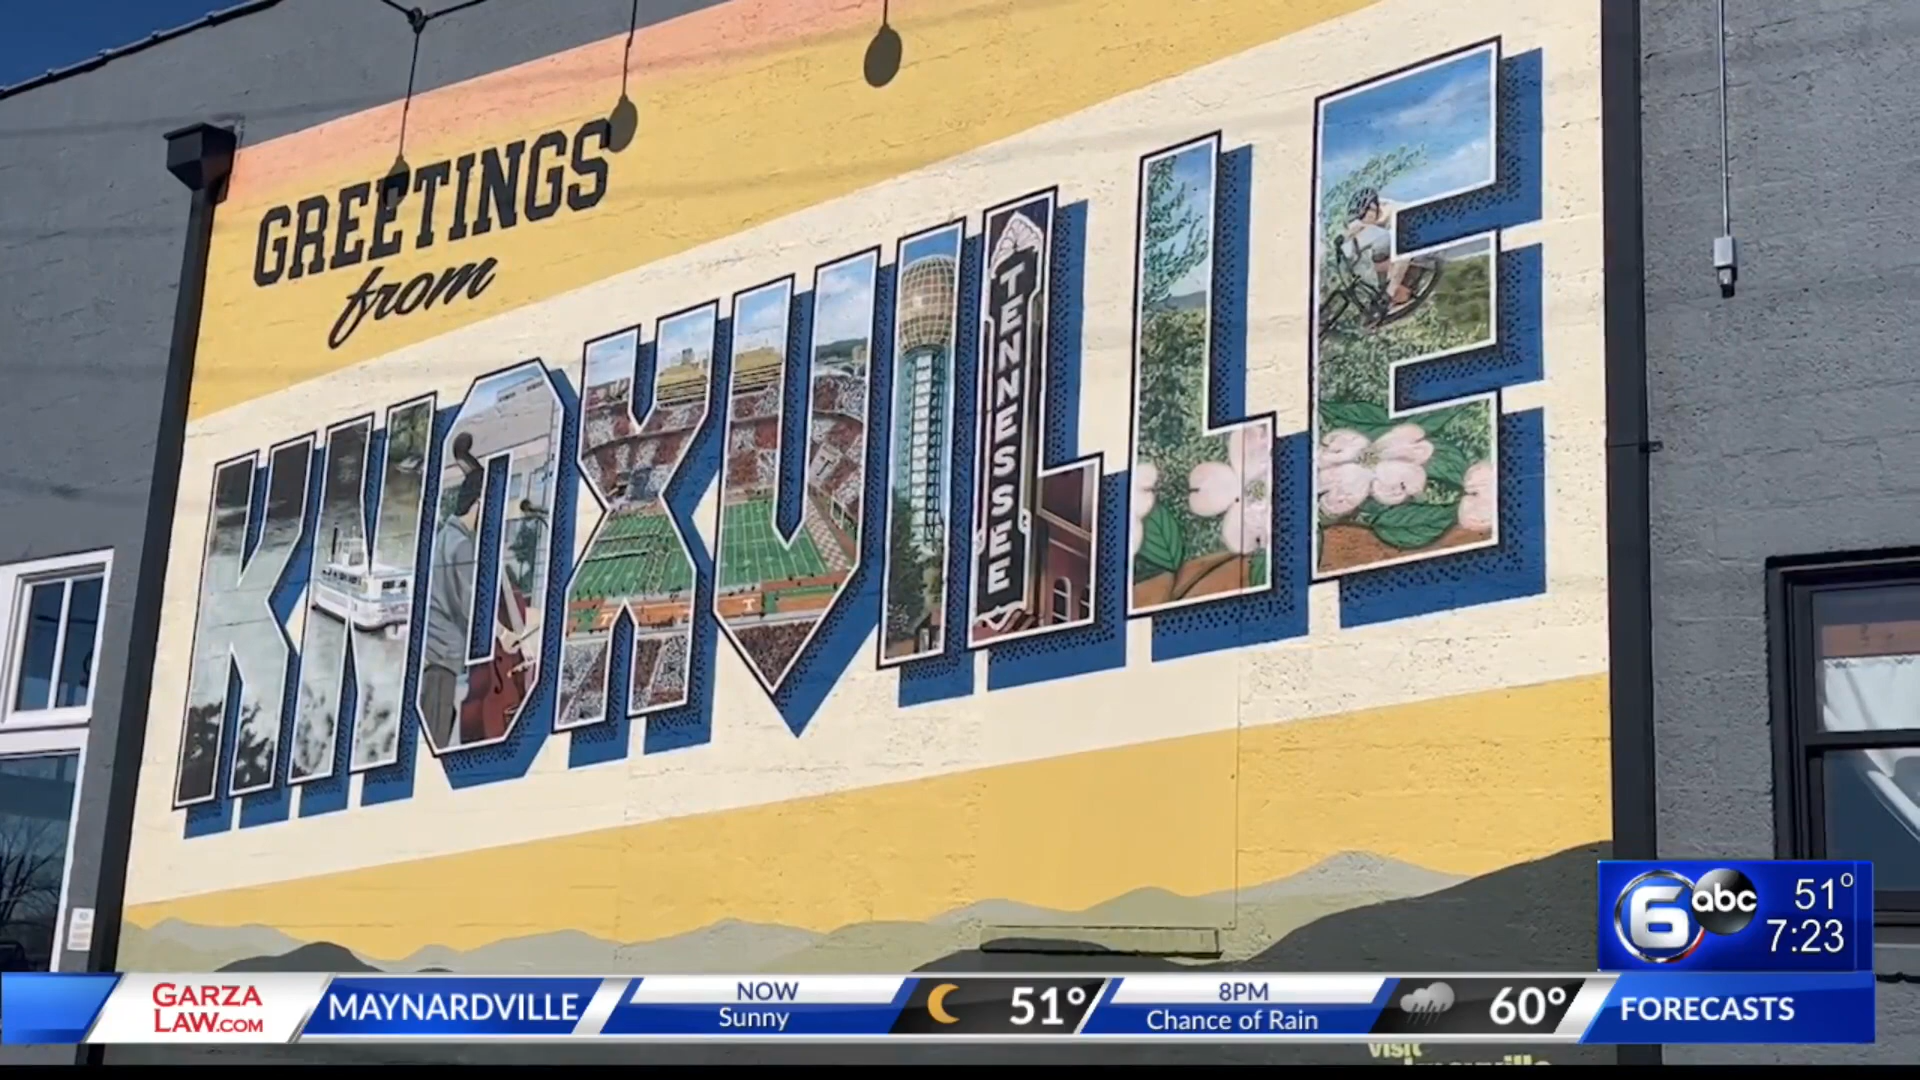 GREETINGS
from
KNOXVILLE
TENNESSEE
T
T
6 abc
51°
7:23
GARZA
LAW.COM
MAYNARDVILLE
NOW
Sunny
51°
8PM
Chance of Rain
60°
FORECASTS
visit